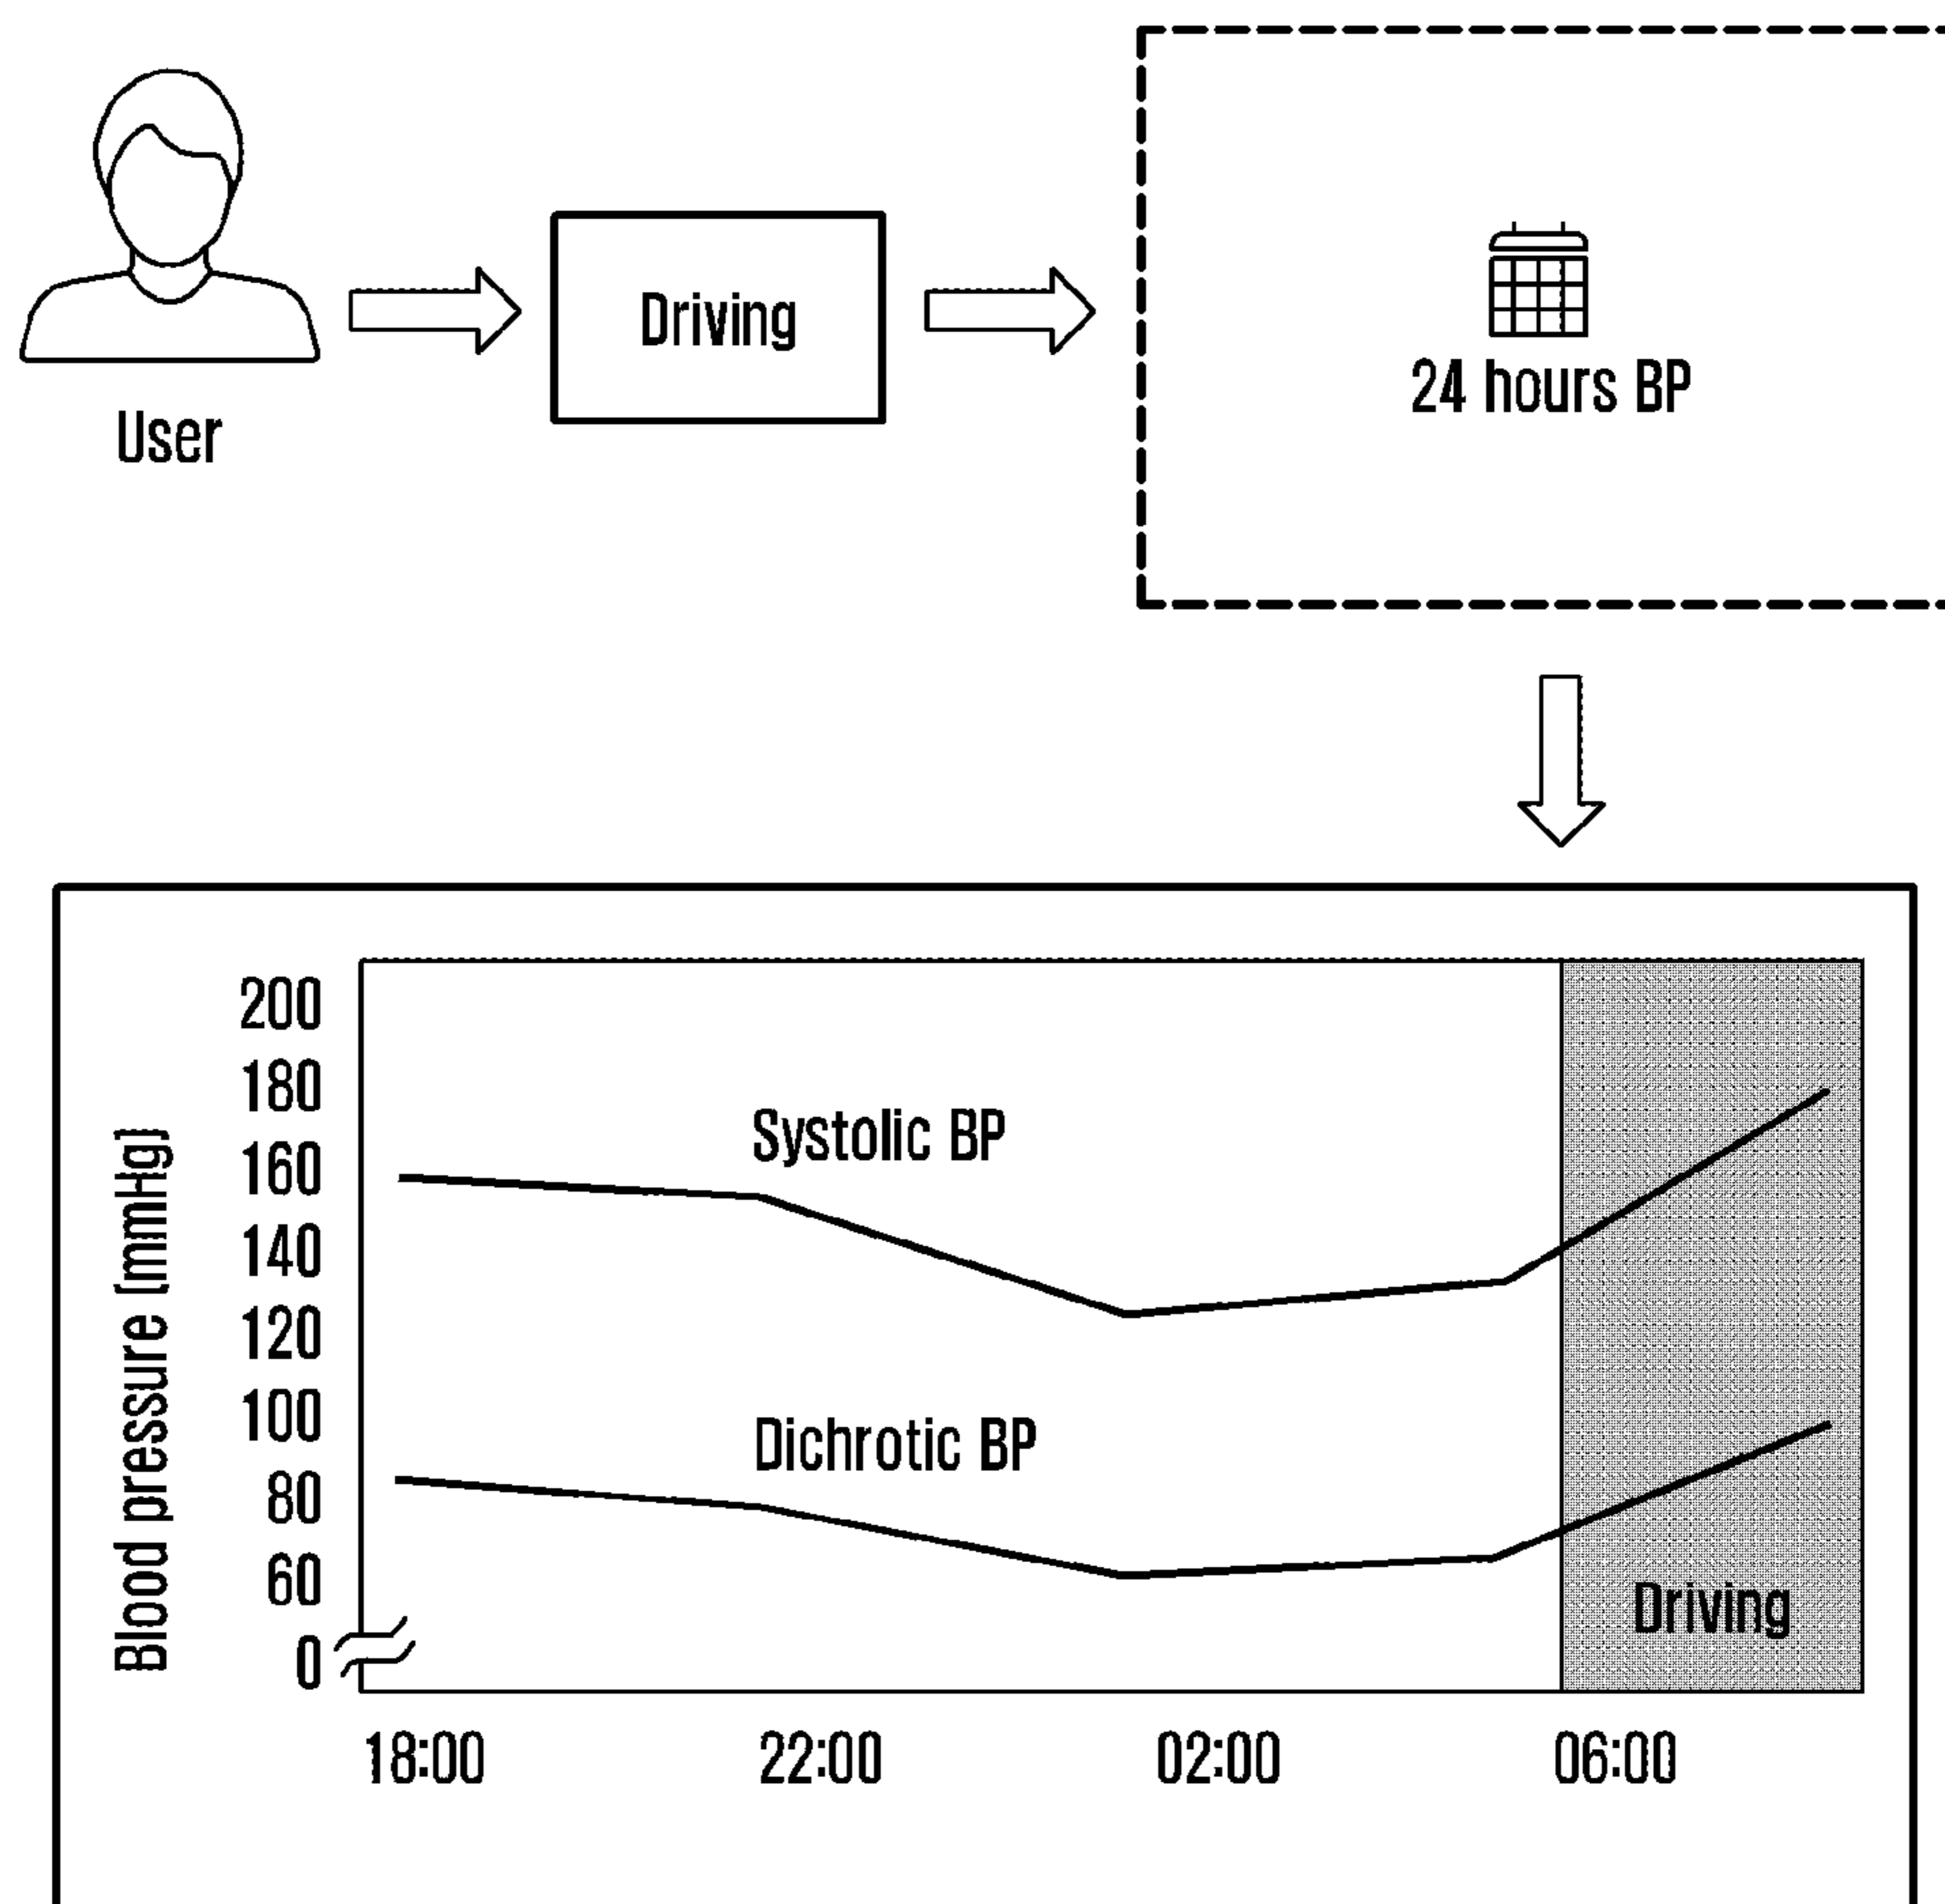 User
Driving
24 hours BP
Blood pressure (mmHg)
200
180
160
140
120
100
80
60
0
Systolic BP
Dichrotic BP
Driving
18:00 22:00 02:00 06:00